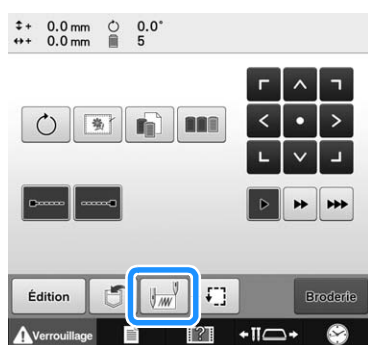 0.0 mm 0.0°
0.0 mm 5
Édition Broderie
Verrouillage